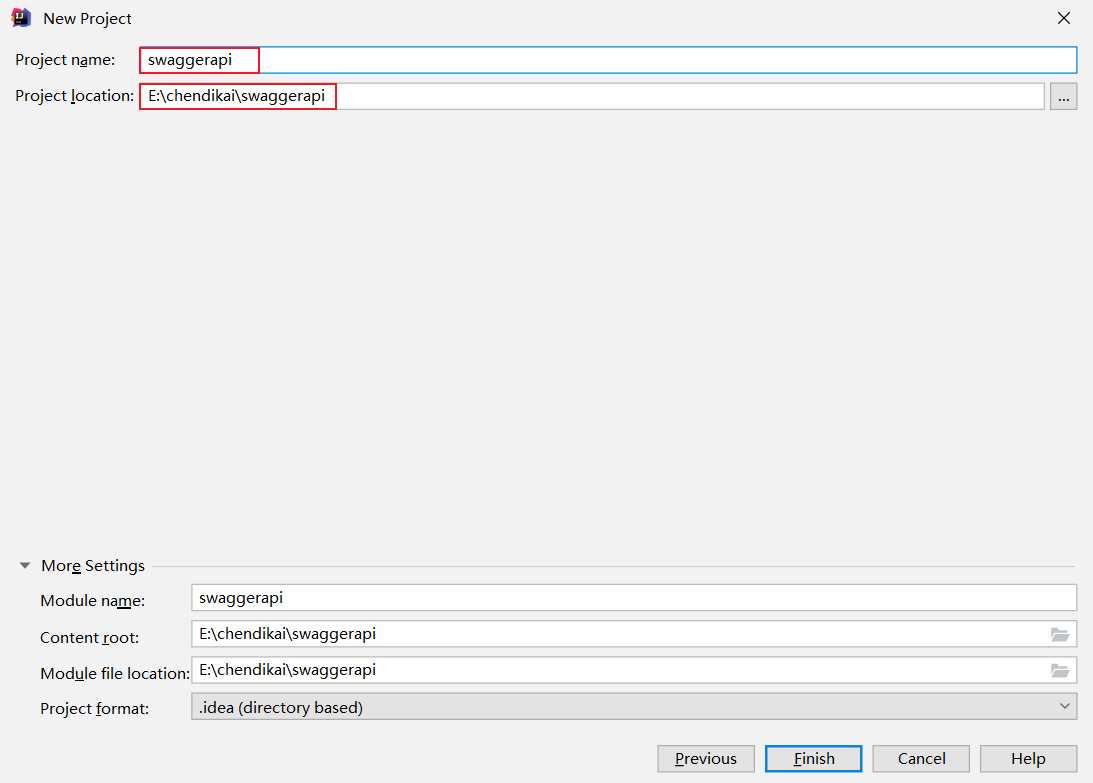 New Project
Project name: swaggerapi
Project location: E:\chendikai\swaggerapi ...
More Settings
Module name: swaggerapi
Content root: E:\chendikai\swaggerapi
Module file location: E:\chendikai\swaggerapi
Project format: .idea (directory based)
Previous Finish Cancel Help